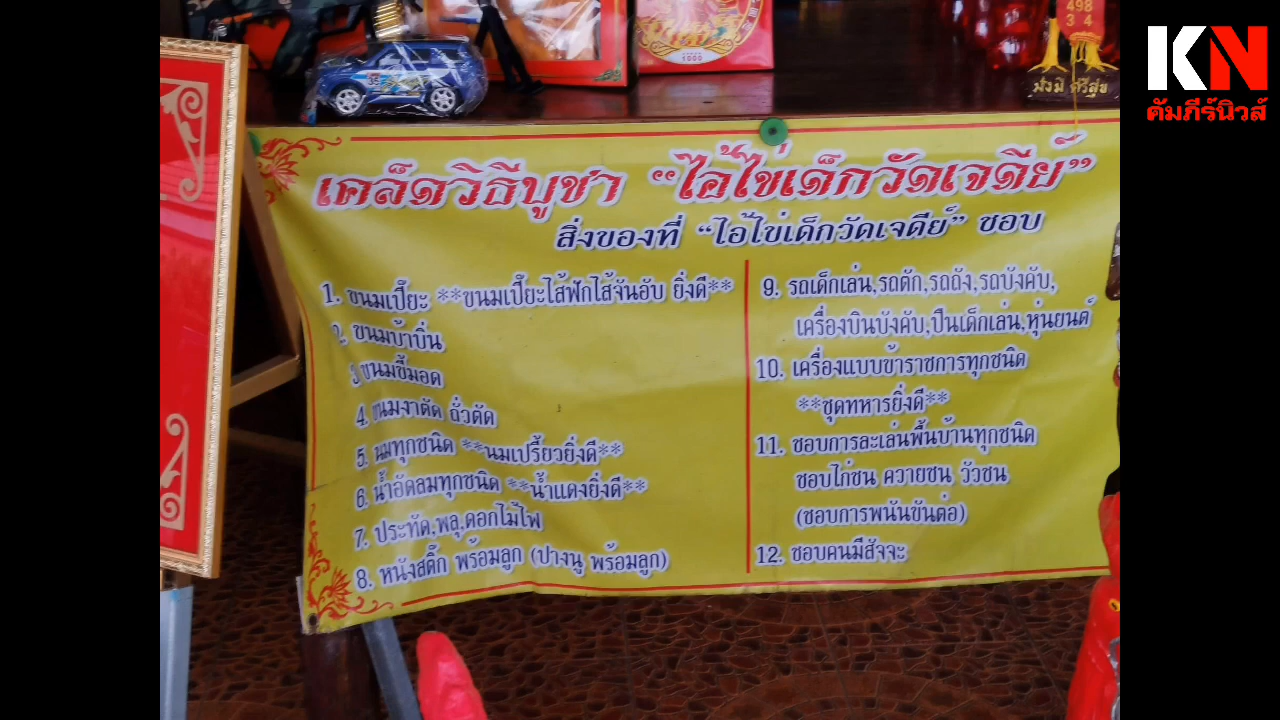 498
3 4
KN
คัมภีร์นิวส์
35
1000
มั่งมี ศรีสุข
เคล็ดวิธีบูชา “ไอ้ไข่เด็กวัดเจดีย์”
สิ่งของที่ “ไอ้ไข่เด็กวัดเจดีย์” ชอบ
1. ขนมเปี๊ยะ **ขนมเปี๊ยะไส้ฟักไส้จันอับ ยิ่งดี**
2. ขนมบ้าบิ่น
3 ขนมขี้มอด
4. ขนมงาตัด ถั่วตัด
5. นมทุกชนิด **นมเปรี้ยวยิ่งดี**
6. น้ำอัดลมทุกชนิด **น้ำแดงยิ่งดี**
7. ประทัด,พลุ,ดอกไม้ไฟ
8. หนังสติ๊ก พร้อมลูก (ปางนู พร้อมลูก)
9. รถเด็กเล่น,รถตัก,รถถัง,รถบังคับ,
เครื่องบินบังคับ,ปืนเด็กเล่น,หุ่นยนต์
10. เครื่องแบบข้าราชการทุกชนิด
**ชุดทหารยิ่งดี**
11. ชอบการละเล่นพื้นบ้านทุกชนิด
ชอบไก่ชน ควายชน วัวชน
(ชอบการพนันขันต่อ)
12. ชอบคนมีสัจจะ